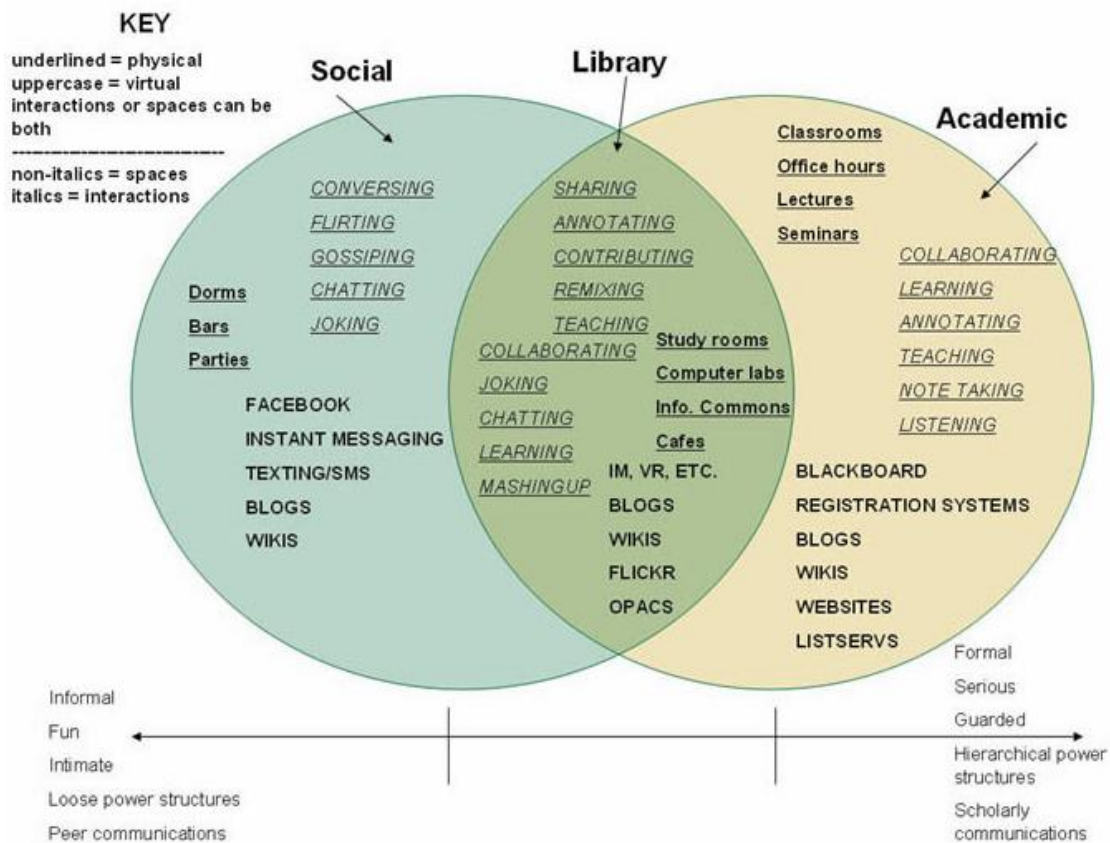 KEY
underlined = physical
uppercase = virtual
interactions or spaces can be
both
--------------------------------
non-italics = spaces
italics = interactions
Social
Library
Academic
CONVERSING
FLIRTING
GOSSIPING
CHATTING
JOKING
Dorms
Bars
Parties
FACEBOOK
INSTANT MESSAGING
TEXTING/SMS
BLOGS
WIKIS
SHARING
ANNOTATING
CONTRIBUTING
REMIXING
TEACHING
COLLABORATING
JOKING
CHATTING
LEARNING
MASHINGUP
Study rooms
Computer labs
Info. Commons
Cafes
IM, VR, ETC.
BLOGS
WIKIS
FLICKR
OPACS
Classrooms
Office hours
Lectures
Seminars
COLLABORATING
LEARNING
ANNOTATING
TEACHING
NOTE TAKING
LISTENING
BLACKBOARD
REGISTRATION SYSTEMS
BLOGS
WIKIS
WEBSITES
LISTSERVS
Informal
Fun
Intimate
Loose power structures
Peer communications
Formal
Serious
Guarded
Hierarchical power
structures
Scholarly
communications